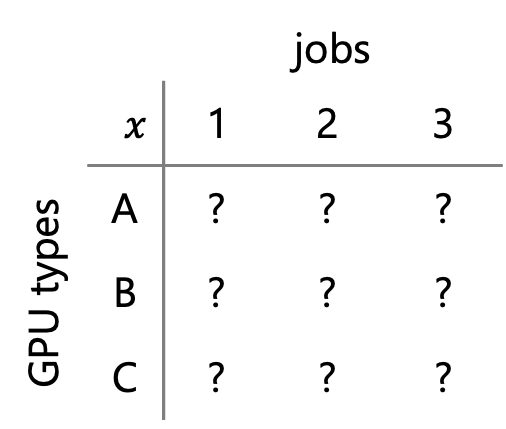 jobs
x 1 2 3
GPU types
A ? ? ?
B ? ? ?
C ? ? ?